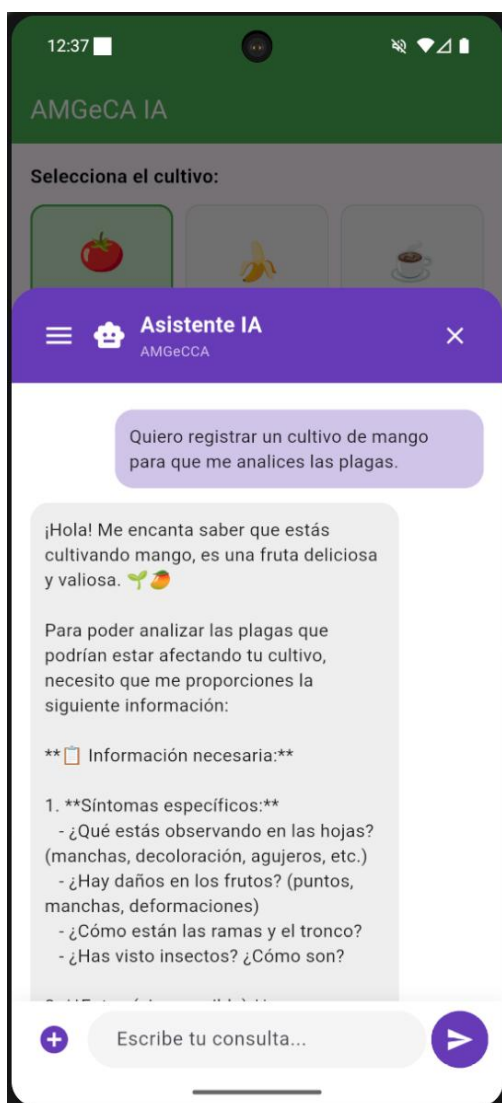 12:37
AMGeCA IA
Selecciona el cultivo:
Asistente IA
AMGeCCA
Quiero registrar un cultivo de mango
para que me analices las plagas.
¡Hola! Me encanta saber que estás
cultivando mango, es una fruta deliciosa
y valiosa. 🌱🥭
Para poder analizar las plagas que
podrían estar afectando tu cultivo,
necesito que me proporciones la
siguiente información:
**📋 Información necesaria:**
1. **Síntomas específicos:**
- ¿Qué estás observando en las hojas?
(manchas, decoloración, agujeros, etc.)
- ¿Hay daños en los frutos? (puntos,
manchas, deformaciones)
- ¿Cómo están las ramas y el tronco?
- ¿Has visto insectos? ¿Cómo son?
Escribe tu consulta...